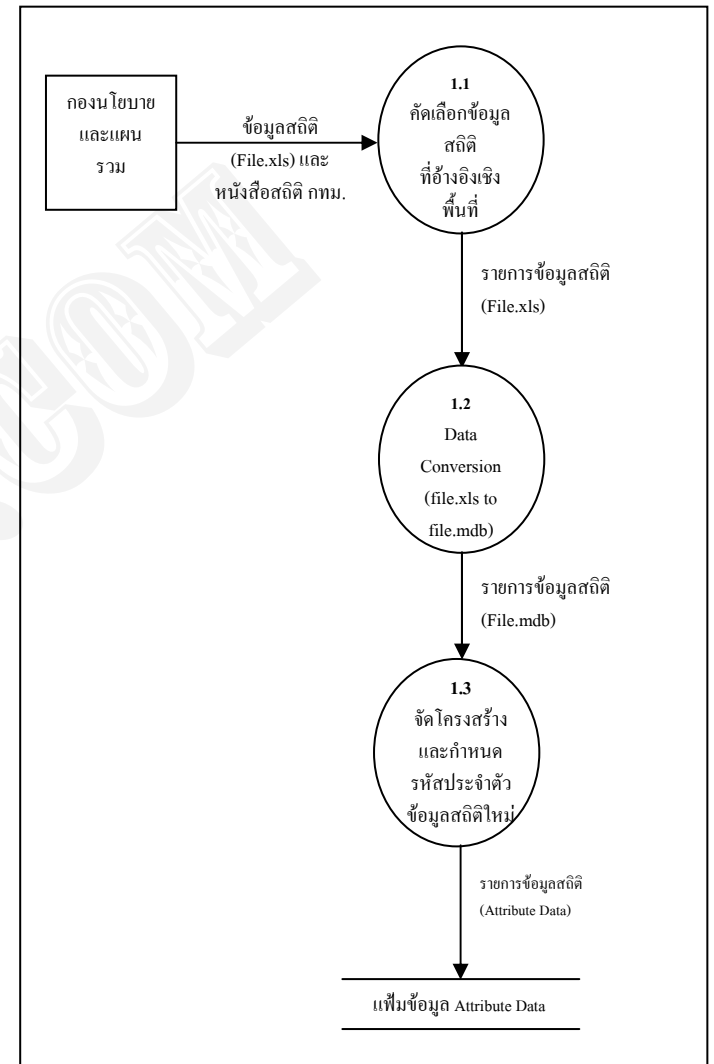 กองนโยบาย
และแผน
รวม
ข้อมูลสถิติ
(File.xls) และ
หนังสือสถิติ กทม.
1.1
คัดเลือกข้อมูล
สถิติ
ที่อ้างอิงเชิง
พื้นที่
รายการข้อมูลสถิติ
(File.xls)
1.2
Data
Conversion
(file.xls to
file.mdb)
รายการข้อมูลสถิติ
(File.mdb)
1.3
จัดโครงสร้าง
และกำหนด
รหัสประจำตัว
ข้อมูลสถิติใหม่
รายการข้อมูลสถิติ
(Attribute Data)
แฟ้มข้อมูล Attribute Data